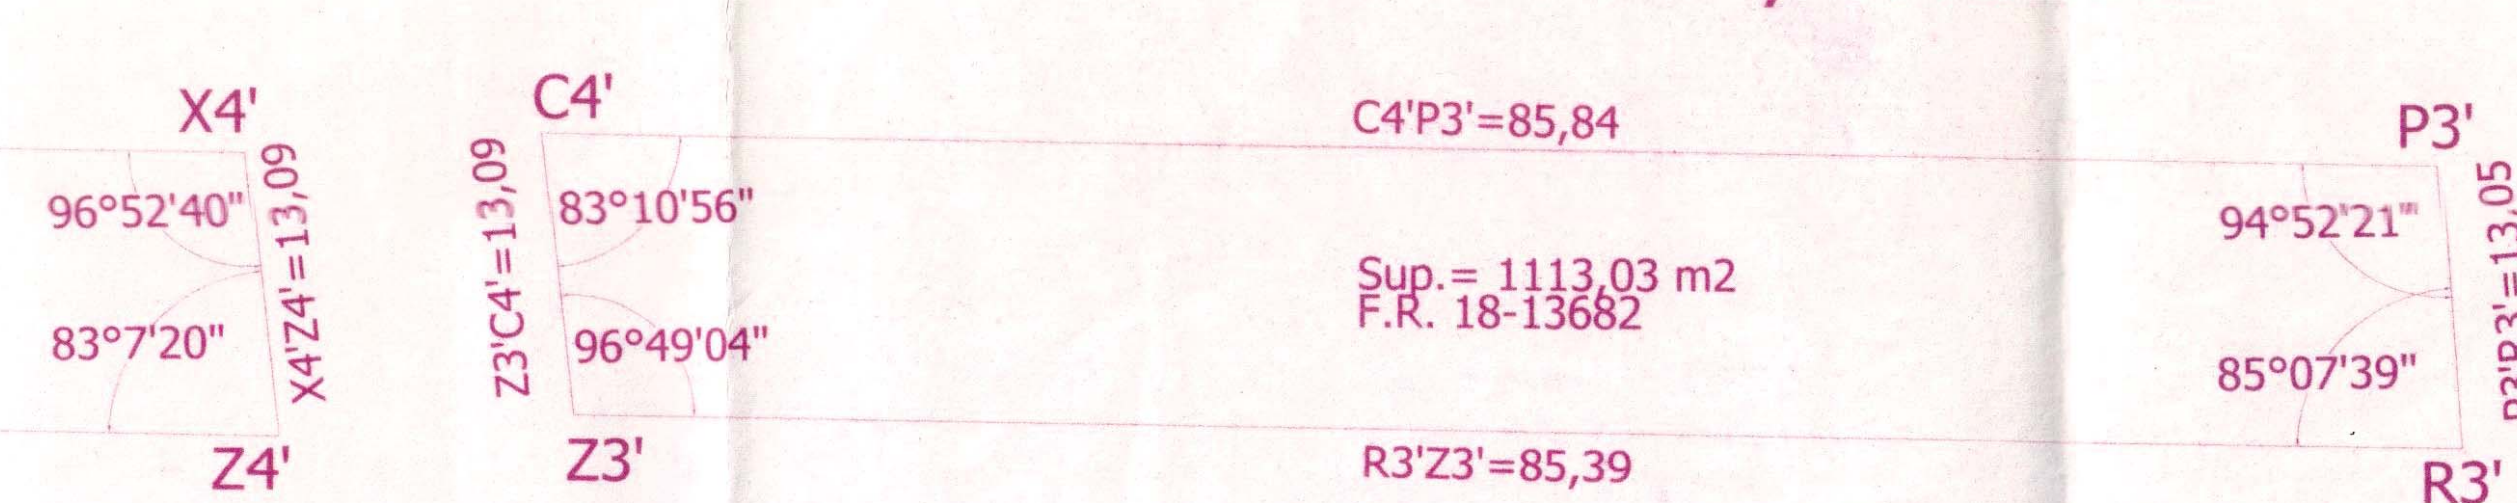 X4'
96°52'40"
X4'Z4'=13,09
83°7'20"
Z4'
C4'
Z3'C4'=13,09
83°10'56"
96°49'04"
Z3'
C4'P3'=85,84
Sup.= 1113,03 m2
F.R. 18-13682
R3'Z3'=85,39
P3'
94°52'21"
P3'R3'=13,05
85°07'39"
R3'